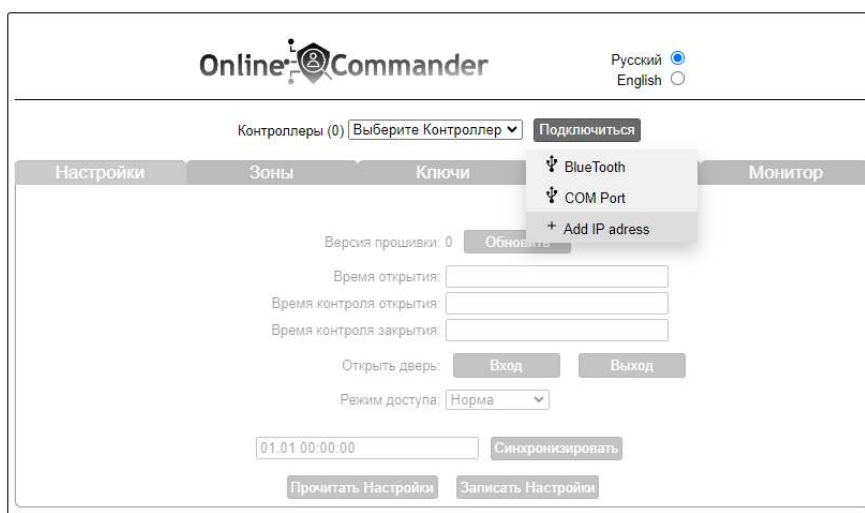 Online Commander
Русский
English
Контроллеры (0) Выберите Контроллер Подключиться
BlueTooth
COM Port
+ Add IP adress
Настройки Зоны Ключи Монитор
Версия прошивки: 0 Обновить
Время открытия:
Время контроля открытия:
Время контроля закрытия:
Открыть дверь: Вход Выход
Режим доступа: Норма
01.01 00:00:00 Синхронизировать
Прочитать Настройки Записать Настройки